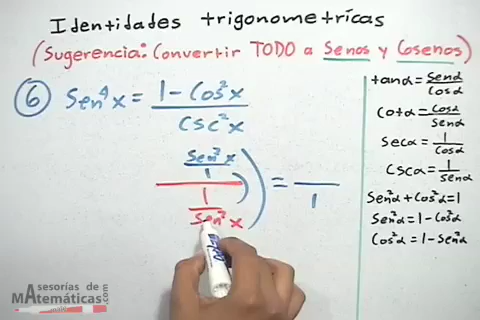 Identidades trigonometrícas
(Sugerencia: Convertir TODO a Senos y Cosenos)
6 Sen⁴x = 1 - Cos²x / Csc²x
Sen²x / 1 / 1 / Sen²x = / 1
tanα = Senα / Cosα
Cotα = Cosα / Senα
Secα = 1 / Cosα
Cscα = 1 / Senα
Sen²α + Cos²α = 1
Sen²α = 1 - Cos²α
Cos²α = 1 - Sen²α
Asesorías de
MAtemáticas.com